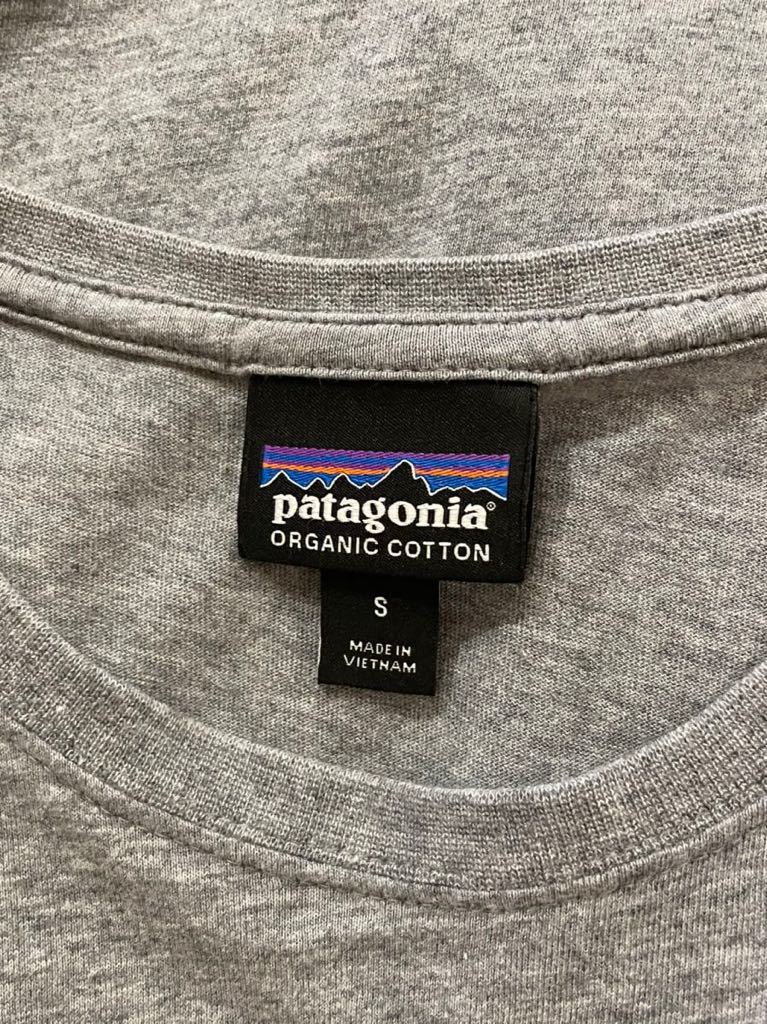 patagonia®
ORGANIC COTTON
S
MADE IN
VIETNAM